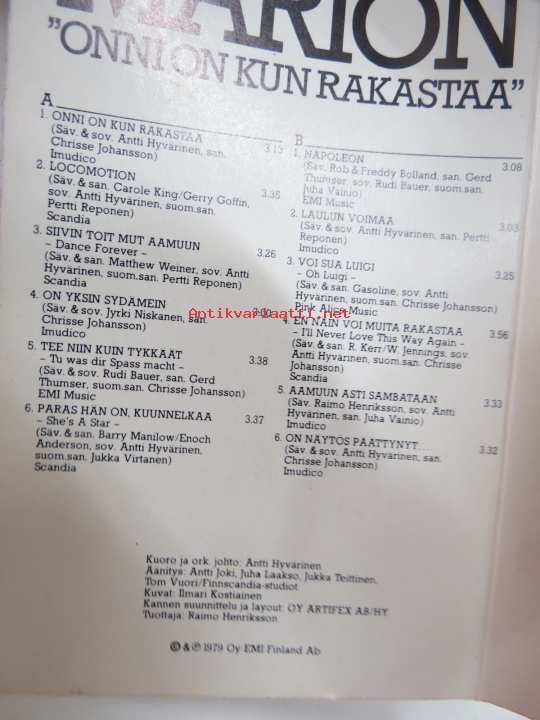 MARION
"ONNI ON KUN RAKASTAA"
A
1. ONNI ON KUN RAKASTAA 3.15
(Säv. & sov. Antti Hyvärinen, san.
Chrisse Johansson)
Imudico
2. LOCOMOTION 3.35
(Säv. & san. Carole King/Gerry Goffin,
sov. Antti Hyvärinen, suom.san.
Pertti Reponen)
Scandia
3. SIIVIN TOIT MUT AAMUUN 3.26
– Dance Forever –
(Säv. & san. Matthew Weiner, sov. Antti
Hyvärinen, suom.san. Pertti Reponen)
Scandia
4. ON YKSIN SYDAMEIN 3.00
(Säv. & sov. Jyrki Niskanen, san.
Chrisse Johansson)
Imudico
5. TEE NIIN KUIN TYKKAAT 3.38
– Tu was dir Spass macht –
(Säv. & sov. Rudi Bauer, san. Gerd
Thumser, suom.san. Chrisse Johansson)
EMI Music
6. PARAS HAN ON, KUUNNELKAA 3.37
– She's A Star –
(Säv. & san. Barry Manilow/Enoch
Anderson, sov. Antti Hyvärinen,
suom.san. Jukka Virtanen)
Scandia
B
1. NAPOLEON 3.08
(Säv. Rob & Freddy Bolland, san. Gerd
Thumser, sov. Rudi Bauer, suom.san.
Juha Vainio)
EMI Music
2. LAULUN VOIMAA 3.03
(Säv. & sov. Antti Hyvärinen, san. Pertti
Reponen)
Imudico
3. VOI SUA LUIGI 3.25
– Oh Luigi –
(Säv. & san. Gasoline, sov. Antti
Hyvärinen, suom.san. Chrisse Johansson)
Pink Alice Music
4. EN NAIN VOI MUITA RAKASTAA 3.56
– I'll Never Love This Way Again –
(Säv. & san. R. Kerr/W. Jennings, sov.
Antti Hyvärinen, suom.san. Chrisse
Johansson)
Scandia
5. AAMUUN ASTI SAMBATAAN 3.33
(Säv. Raimo Henriksson, sov. Antti
Hyvärinen, san. Juha Vainio)
Imudico
6. ON NAYTOS PAATTYNYT.... 3.32
(Säv. & sov. Antti Hyvärinen, san.
Chrisse Johansson)
Imudico
Antikvariaatti.net
Kuoro ja ork. johto: Antti Hyvärinen
Äänitys: Antti Joki, Juha Laakso, Jukka Teittinen,
Tom Vuori/Finnscandia-studiot
Kuvat: Ilmari Kostiainen
Kannen suunnittelu ja layout: OY ARTIFEX AB/HY
Tuottaja: Raimo Henriksson
© & ℗ 1979 Oy EMI Finland Ab